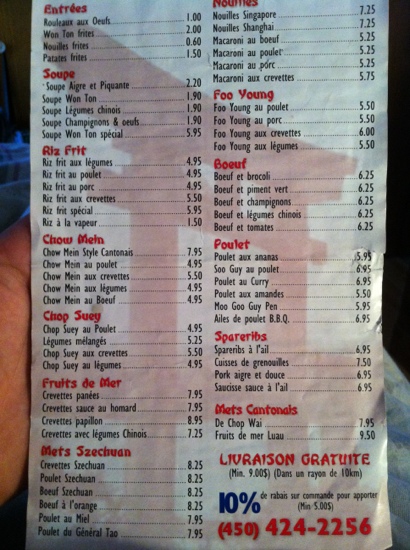 Entrées
Rouleaux aux Oeufs 1.00
Won Ton frites 2.00
Nouilles frites 0.60
Patates frites 1.50
Soupe
Soupe Aigre et Piquante 2.20
Soupe Won Ton 1.90
Soupe Légumes chinois 1.90
Soupe Champignons & oeufs 1.90
Soupe Won Ton spécial 5.95
Riz Frit
Riz frit aux légumes 4.95
Riz frit au poulet 4.95
Riz frit au porc 4.95
Riz frit aux crevettes 5.50
Riz frit spécial 5.95
Riz à la vapeur 1.50
Chow Mein
Chow Mein Style Cantonais 7.95
Chow Mein au poulet 4.95
Chow Mein aux crevettes 5.50
Chow Mein aux légumes 4.95
Chow Mein au Boeuf 4.95
Chop Suey
Chop Suey au Poulet 4.95
Légumes mélangés 5.25
Chop Suey aux crevettes 5.50
Chop Suey au légumes 4.95
Fruits de Mer
Crevettes panées 7.95
Crevettes sauce au homard 7.95
Crevettes papillon 8.95
Crevettes avec légumes Chinois 7.25
Mets Szechuan
Crevettes Szechuan 8.25
Poulet Szechuan 8.25
Boeuf Szechuan 8.25
Boeuf à l'orange 8.25
Poulet au Miel 7.95
Poulet du Général Tao 7.95
Nouilles
Nouilles Singapore 7.25
Nouilles Shanghai 7.25
Macaroni au boeuf 5.25
Macaroni au poulet 5.25
Macaroni au porc 5.25
Macaroni aux crevettes 5.75
Foo Young
Foo Young au poulet 5.50
Foo Young au porc 5.50
Foo Young aux crevettes 6.00
Foo Young aux légumes 5.50
Boeuf
Boeuf et brocoli 6.25
Boeuf et piment vert 6.25
Boeuf et champignons 6.25
Boeuf et légumes chinois 6.25
Boeuf et tomates 6.25
Poulet
Poulet aux ananas 5.95
Soo Guy au poulet 6.95
Poulet au Curry 6.95
Poulet aux amandes 5.50
Moo Goo Guy Pen 5.95
Ailes de poulet B.B.Q. 6.95
Spareribs
Spareribs à l'ail 6.95
Cuisses de grenouilles 7.50
Pork aigre et douce 6.95
Saucisse sauce à l'ail 6.95
Mets Cantonais
De Chop Wai 7.95
Fruits de mer Luau 9.50
LIVRAISON GRATUITE
(Min. 9.00$) (Dans un rayon de 10km)
10% de rabais sur commande pour apporter
(Min 5.00$)
(450) 424-2256